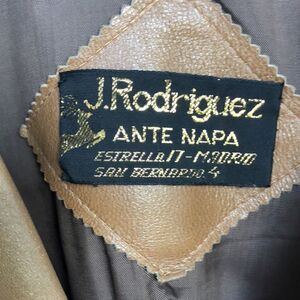 J.Rodriguez
ANTE NAPA
ESTRELLA.17-MADRID
SAN BERNARDO.4